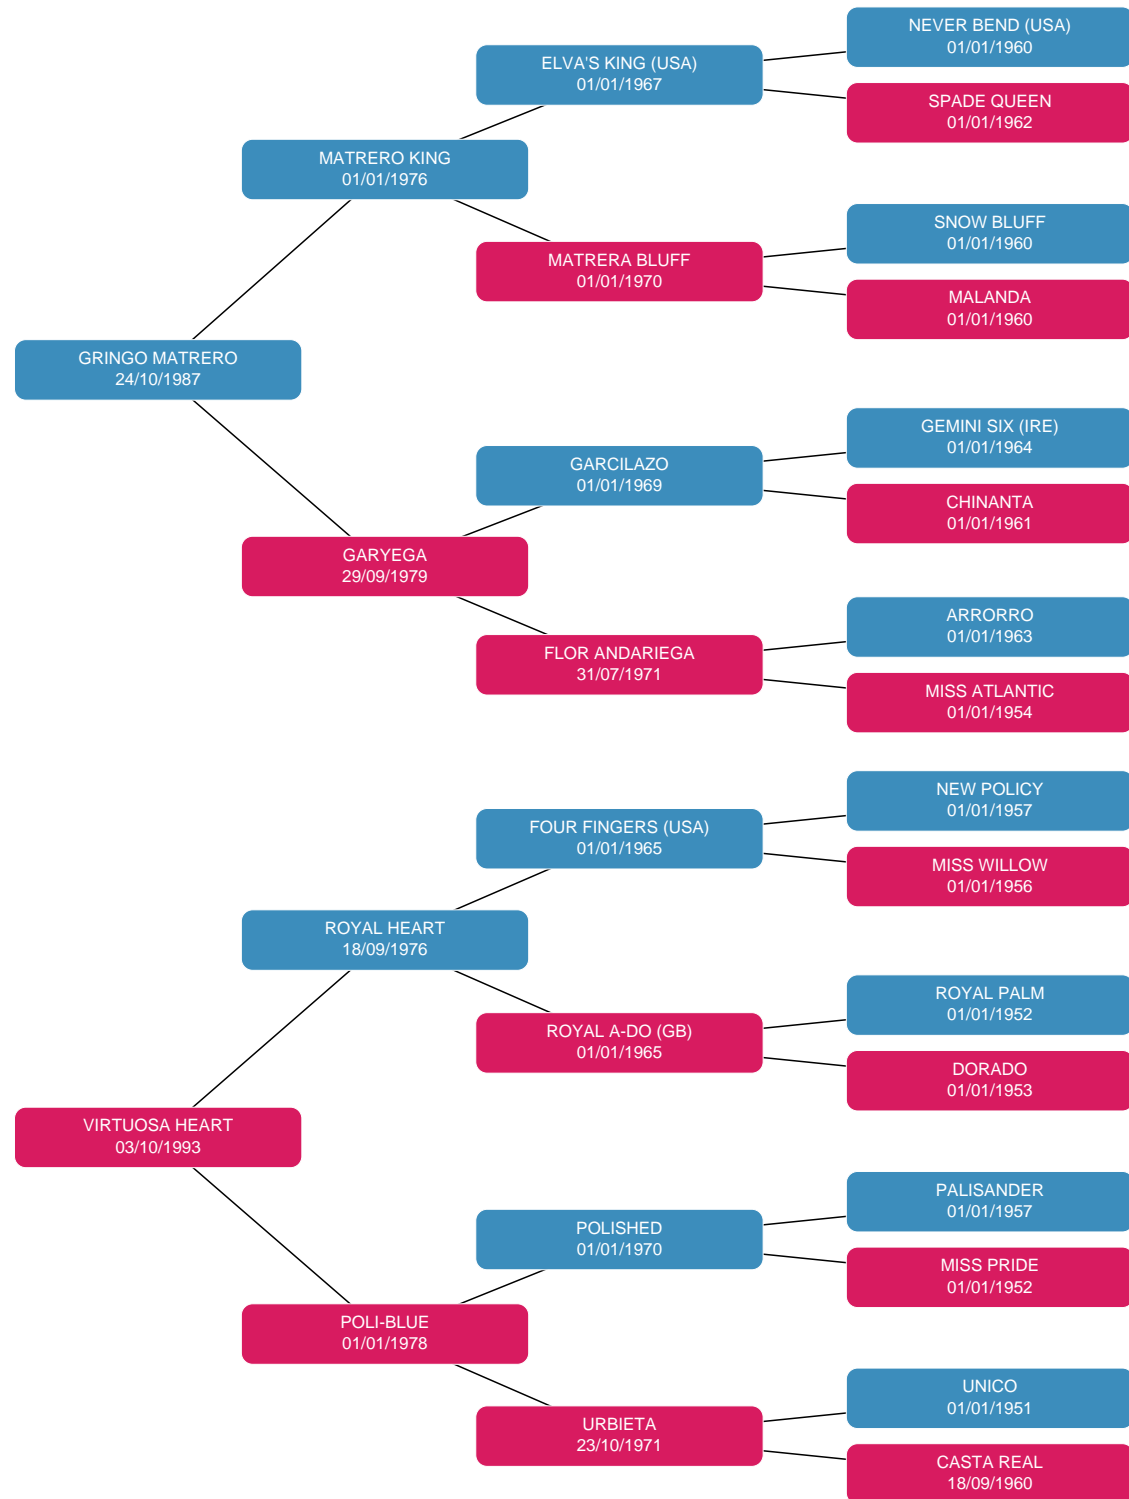 NEVER BEND (USA)
01/01/1960
ELVA'S KING (USA)
01/01/1967
SPADE QUEEN
01/01/1962
MATRERO KING
01/01/1976
SNOW BLUFF
01/01/1960
MATRERA BLUFF
01/01/1970
MALANDA
01/01/1960
GRINGO MATRERO
24/10/1987
GEMINI SIX (IRE)
01/01/1964
GARCILAZO
01/01/1969
CHINANTA
01/01/1961
GARYEGA
29/09/1979
ARRORRO
01/01/1963
FLOR ANDARIEGA
31/07/1971
MISS ATLANTIC
01/01/1954
NEW POLICY
01/01/1957
FOUR FINGERS (USA)
01/01/1965
MISS WILLOW
01/01/1956
ROYAL HEART
18/09/1976
ROYAL PALM
01/01/1952
ROYAL A-DO (GB)
01/01/1965
DORADO
01/01/1953
VIRTUOSA HEART
03/10/1993
PALISANDER
01/01/1957
POLISHED
01/01/1970
MISS PRIDE
01/01/1952
POLI-BLUE
01/01/1978
UNICO
01/01/1951
URBIETA
23/10/1971
CASTA REAL
18/09/1960